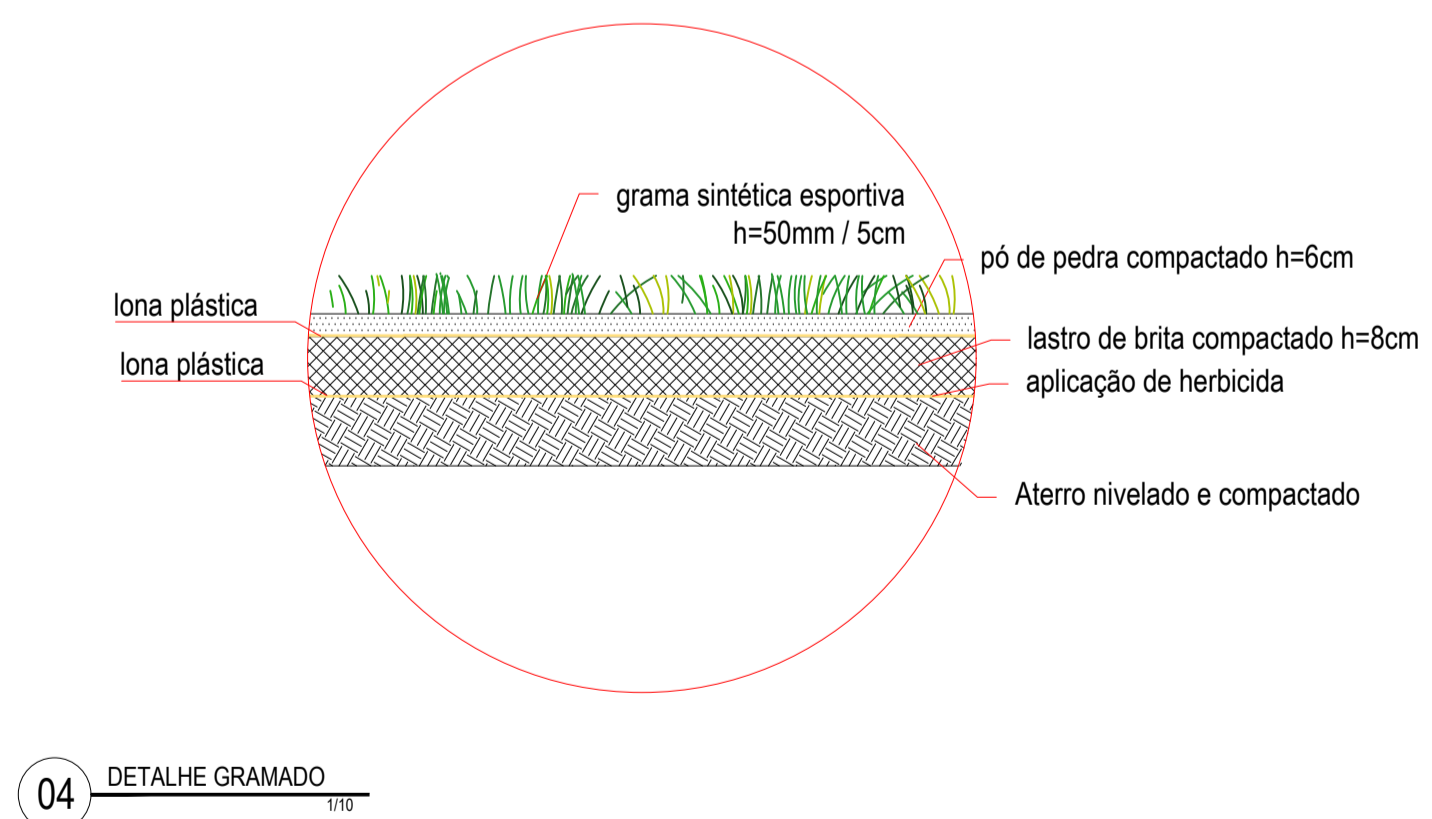 grama sintética esportiva
h=50mm / 5cm
pó de pedra compactado h=6cm
lona plástica
lastro de brita compactado h=8cm
lona plástica
aplicação de herbicida
Aterro nivelado e compactado
04
DETALHE GRAMADO
1/10